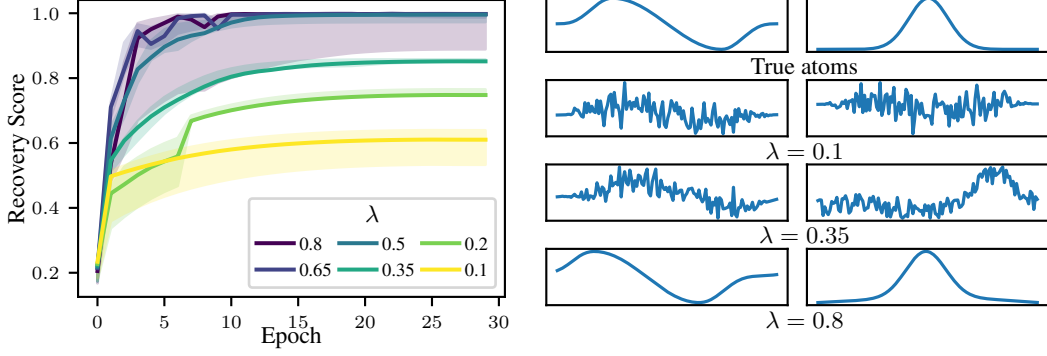 1.0
0.8
0.6
0.4
0.2
Recovery Score
0 5 10 15 20 25 30
Epoch
λ
0.8 0.5 0.2
0.65 0.35 0.1
True atoms
λ = 0.1
λ = 0.35
λ = 0.8